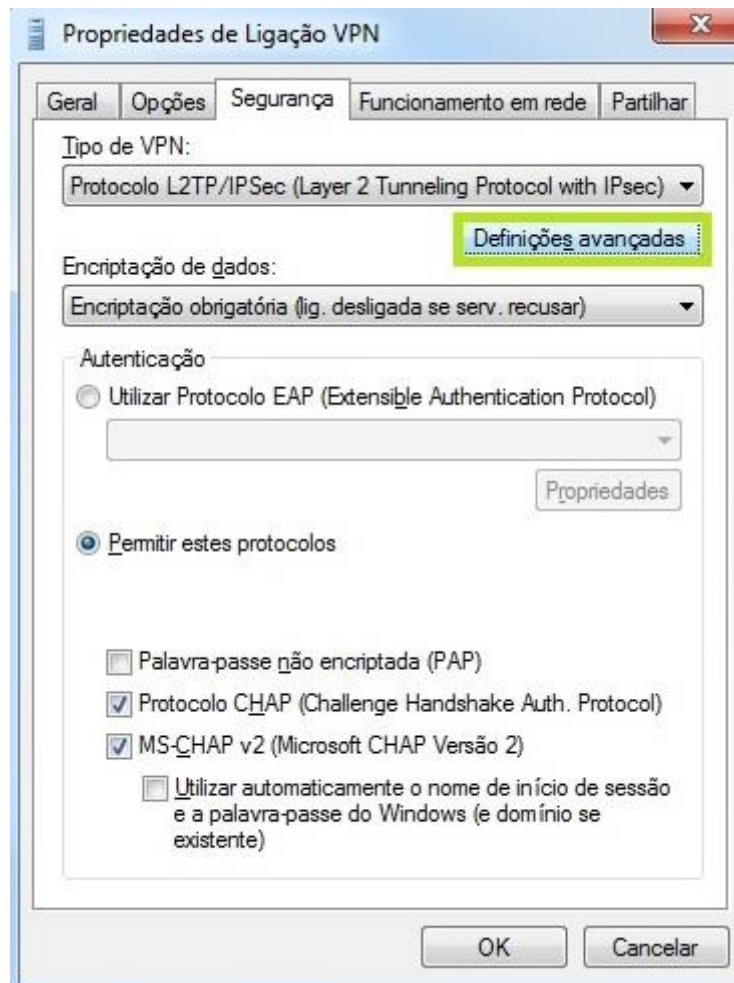 Propriedades de Ligação VPN
Geral Opções Segurança Funcionamento em rede Partilhar
Tipo de VPN:
Protocolo L2TP/IPSec (Layer 2 Tunneling Protocol with IPsec)
Definições avançadas
Encriptação de dados:
Encriptação obrigatória (lig. desligada se serv. recusar)
Autenticação
Utilizar Protocolo EAP (Extensible Authentication Protocol)
Propriedades
Permitir estes protocolos
Palavra-passe não encriptada (PAP)
Protocolo CHAP (Challenge Handshake Auth. Protocol)
MS-CHAP v2 (Microsoft CHAP Versão 2)
Utilizar automaticamente o nome de início de sessão
e a palavra-passe do Windows (e domínio se
existente)
OK Cancelar